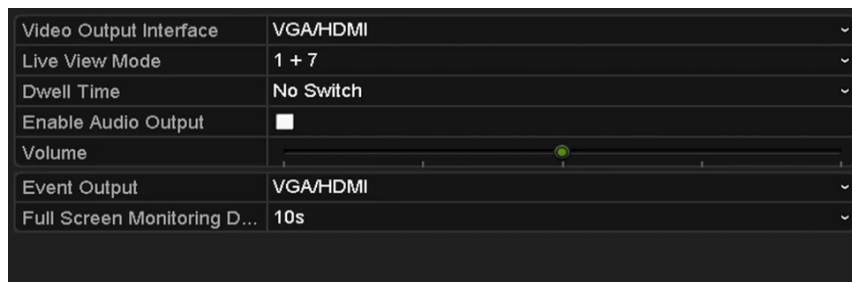 Video Output Interface VGA/HDMI
Live View Mode 1 + 7
Dwell Time No Switch
Enable Audio Output
Volume
Event Output VGA/HDMI
Full Screen Monitoring D... 10s